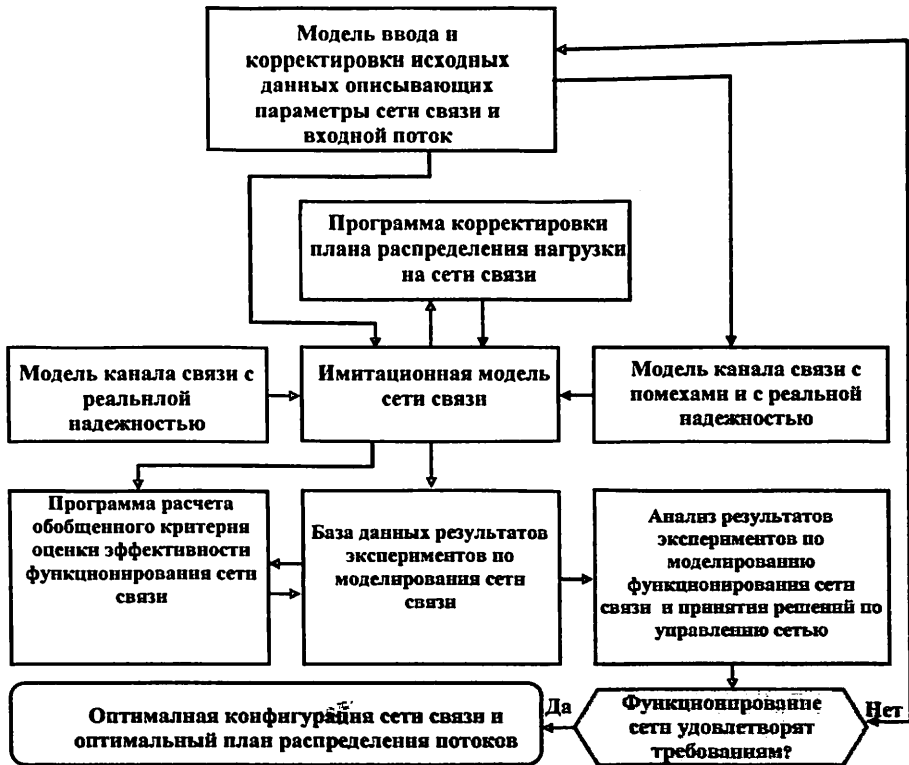 Модель ввода и
корректировки исходных
данных описывающих
параметры сети связи и
входной поток
Программа корректировки
плана распределения нагрузки
на сети связи
Модель канала связи с
реальнлой
надежностью
Имитационная модель
сети связи
Модель канала связи с
помехами и с реальной
надежностью
Программа расчета
обобщенного критерия
оценки эффективности
функционирования сети
связи
База данных результатов
экспериментов по
моделирования сети
связи
Анализ результатов
экспериментов по
моделированию
функционирования сети
связи и принятия решений по
управлению сетью
Оптималная конфигурация сети связи и
оптимальный план распределения потоков
Да
Функционирование
сети удовлетворят
требованиям?
Нет